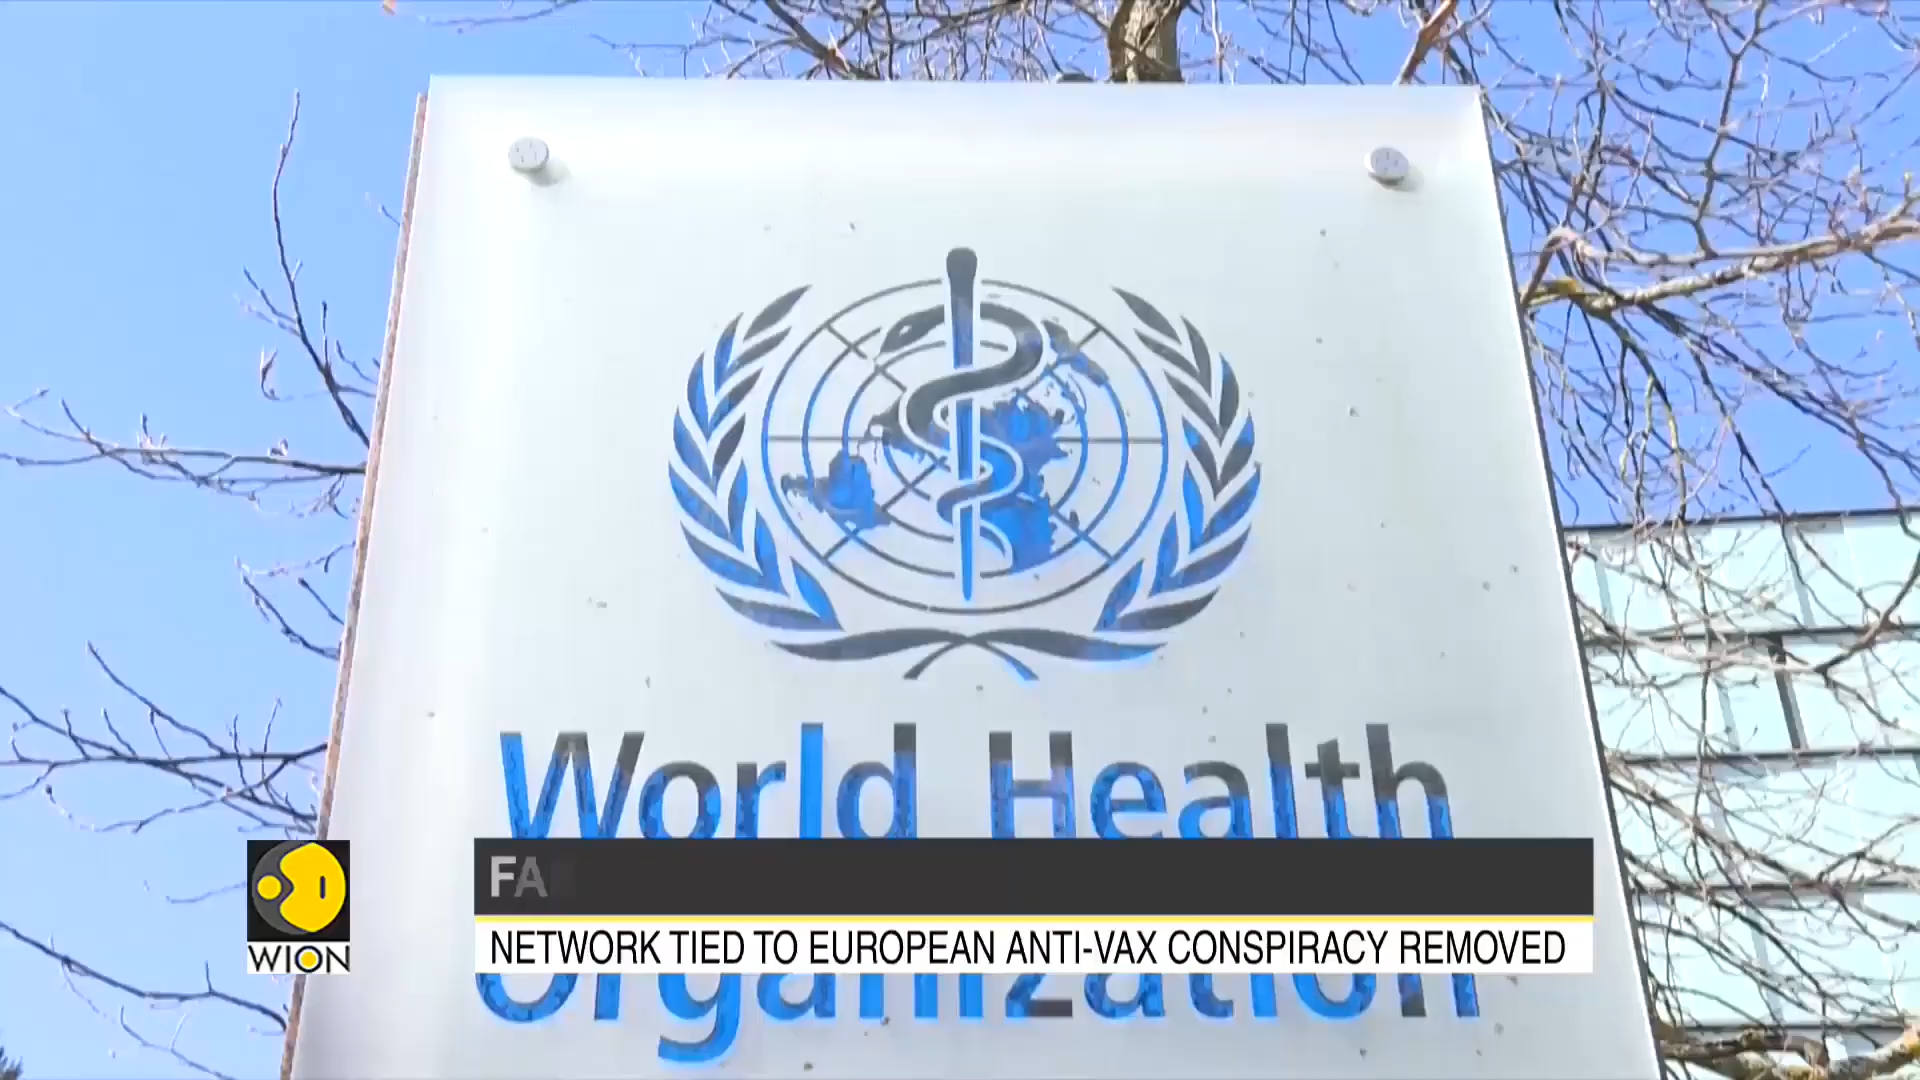 World Health
FA
NETWORK TIED TO EUROPEAN ANTI-VAX CONSPIRACY REMOVED
WION
Organization